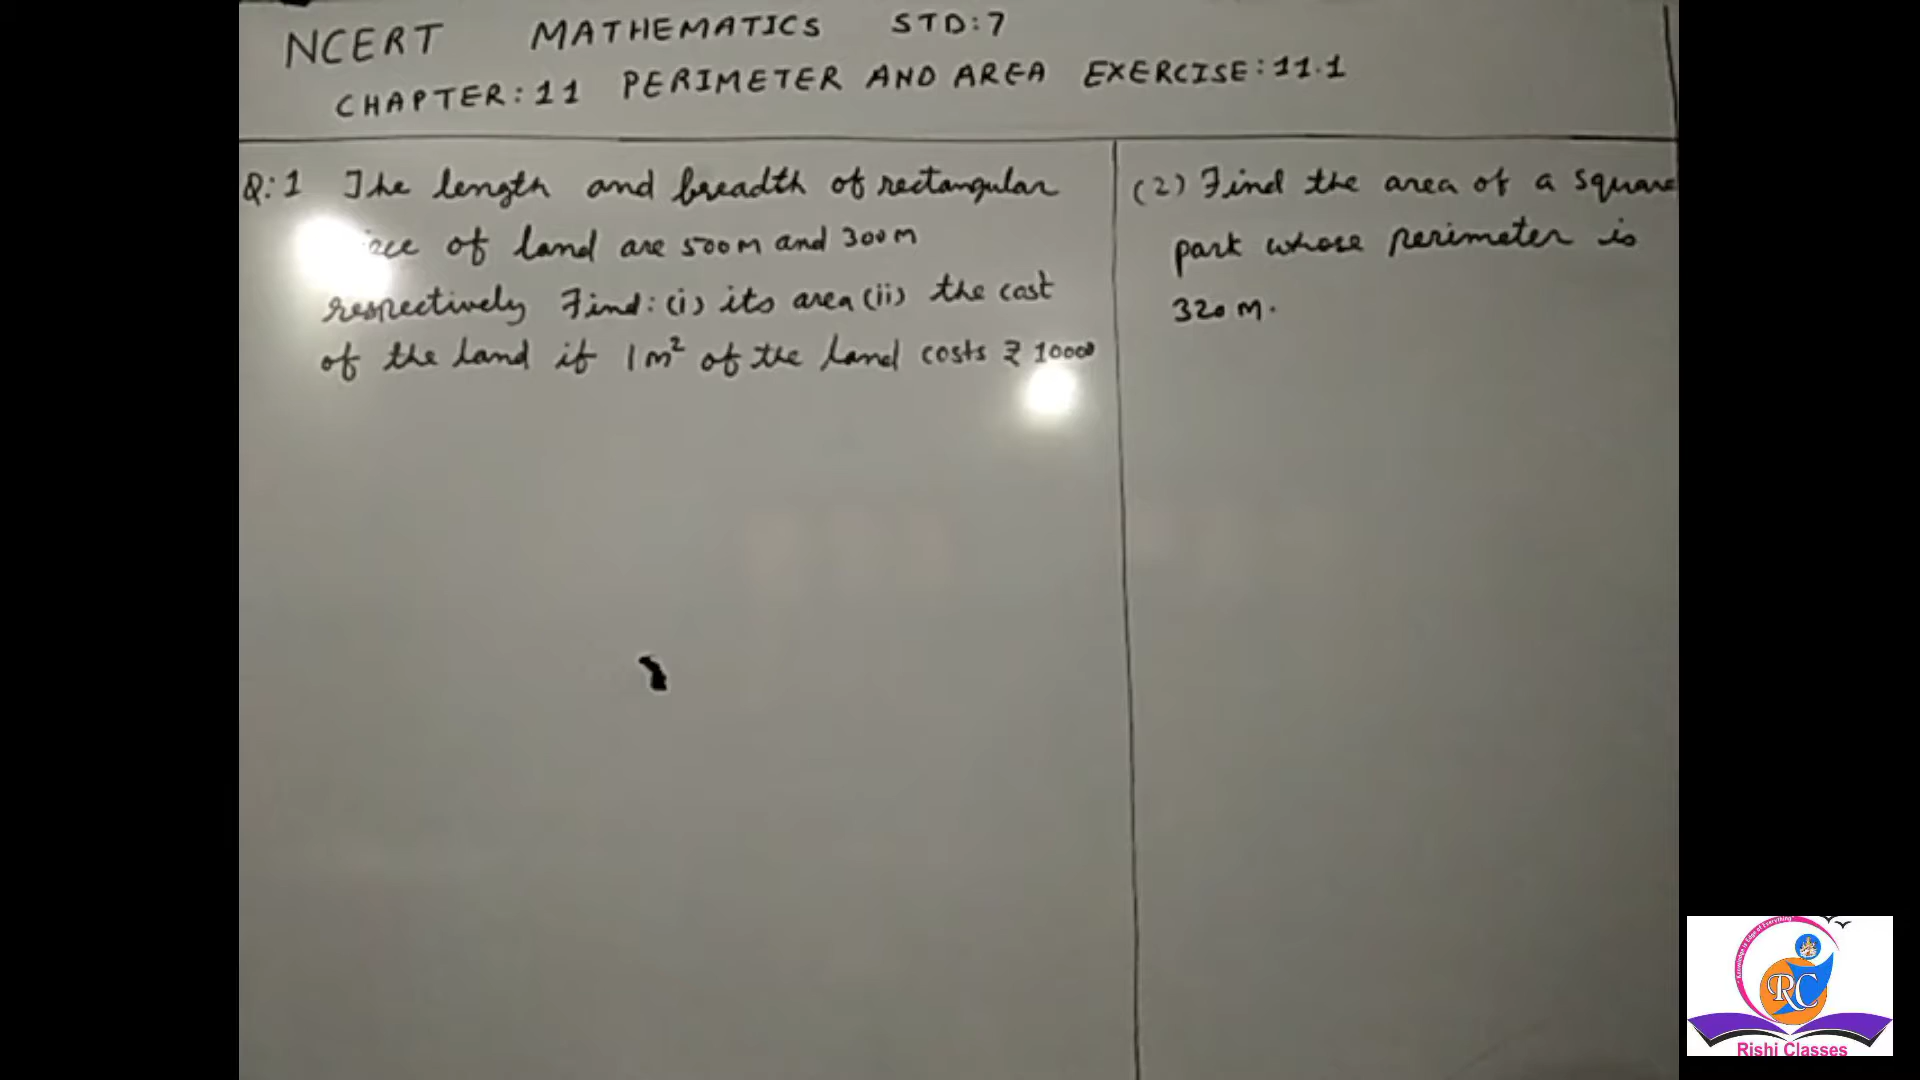 NCERT MATHEMATICS STD:7
CHAPTER:11 PERIMETER AND AREA EXERCISE:11.1
Q:1 The length and breadth of rectangular
of land are 500m and 300m
respectively Find:(i) its area (ii) the cost
of the land if 1m² of the land costs ₹ 10000
(2) Find the area of a square
park whose perimeter is
320m.
RC
Rishi Classes